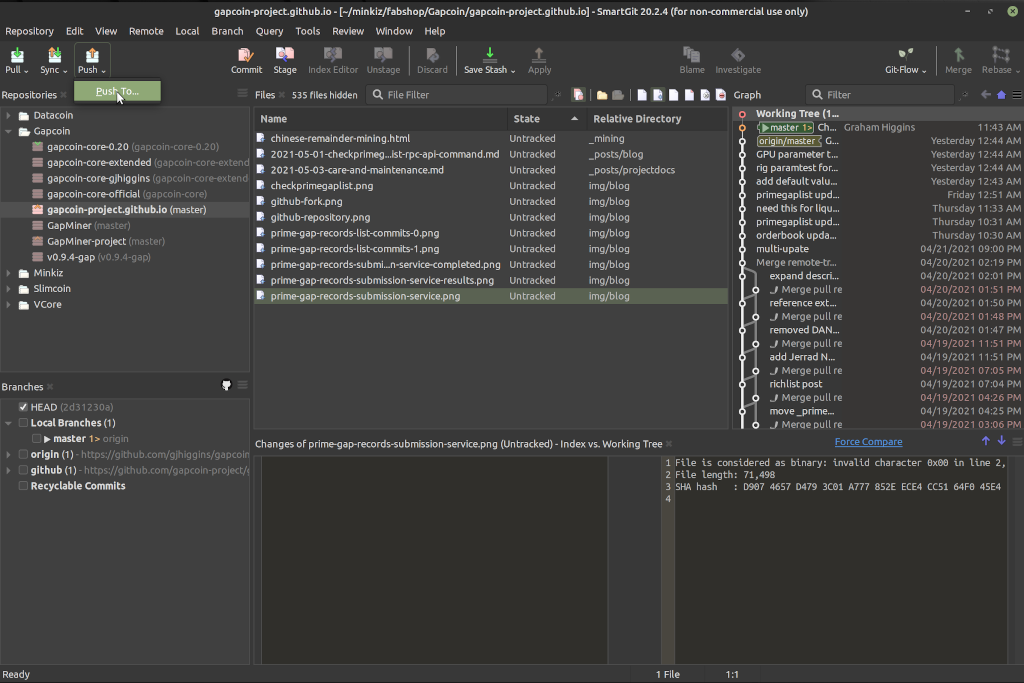 gapcoin-project.github.io - [~/minkiz/fabshop/Gapcoin/gapcoin-project.github.io] - SmartGit 20.2.4 (for non-commercial use only)
Repository Edit View Remote Local Branch Query Tools Review Window Help
Pull Sync Push Commit Stage Index Editor Unstage Discard Save Stash Apply Blame Investigate Git-Flow Merge Rebase
Push To...
Repositories
Datacoin
Gapcoin
gapcoin-core-0.20 (gapcoin-core-0.20)
gapcoin-core-extended (gapcoin-core-extend
gapcoin-core-gjhiggins (gapcoin-core-exten
gapcoin-core-official (gapcoin-core)
gapcoin-project.github.io (master)
GapMiner (master)
GapMiner-project (master)
v0.9.4-gap (v0.9.4-gap)
Minkiz
Slimcoin
VCore
Branches
HEAD (2d31230a)
Local Branches (1)
master 1> origin
origin (1) - https://github.com/gjhiggins/gapcoin
github (1) - https://github.com/gapcoin-project/g
Recyclable Commits
Files 535 files hidden File Filter
Name State Relative Directory
chinese-remainder-mining.html Untracked _mining
2021-05-01-checkprimeg...ist-rpc-api-command.md Untracked _posts/blog
2021-05-03-care-and-maintenance.md Untracked _posts/projectdocs
checkprimegaplist.png Untracked img/blog
github-fork.png Untracked img/blog
github-repository.png Untracked img/blog
prime-gap-records-list-commits-0.png Untracked img/blog
prime-gap-records-list-commits-1.png Untracked img/blog
prime-gap-records-submi...n-service-completed.png Untracked img/blog
prime-gap-records-submission-service-results.png Untracked img/blog
prime-gap-records-submission-service.png Untracked img/blog
Graph Filter
Working Tree (1...
master 1> Ch... Graham Higgins 11:43 AM
origin/master G... Yesterday 12:44 AM
GPU parameter t... Yesterday 12:44 AM
rig paramtest for... Yesterday 12:44 AM
add default valu... Yesterday 12:43 AM
primegaplist upd... Friday 12:51 AM
need this for liqu... Thursday 11:33 AM
primegaplist upd... Thursday 10:31 AM
orderbook upda... Thursday 10:30 AM
multi-upate 04/21/2021 09:00 PM
Merge remote-tr... 04/20/2021 02:19 PM
expand descri... 04/20/2021 02:01 PM
Merge pull re 04/20/2021 01:51 PM
reference ext... 04/20/2021 01:50 PM
Merge pull re 04/20/2021 01:48 PM
removed DAN... 04/20/2021 01:47 PM
Merge pull re 04/19/2021 11:51 PM
add Jerrad N... 04/19/2021 11:51 PM
Merge pull re 04/19/2021 07:05 PM
richlist post 04/19/2021 07:04 PM
Merge pull re 04/19/2021 04:26 PM
move _prime... 04/19/2021 04:25 PM
Merge pull re 04/19/2021 03:06 PM
Changes of prime-gap-records-submission-service.png (Untracked) - Index vs. Working Tree Force Compare
1 File is considered as binary: invalid character 0x00 in line 2,
2 File length: 71,498
3 SHA hash : D907 4657 D479 3C01 A777 852E ECE4 CC51 64F0 45E4
4
Ready 1 File 1:1